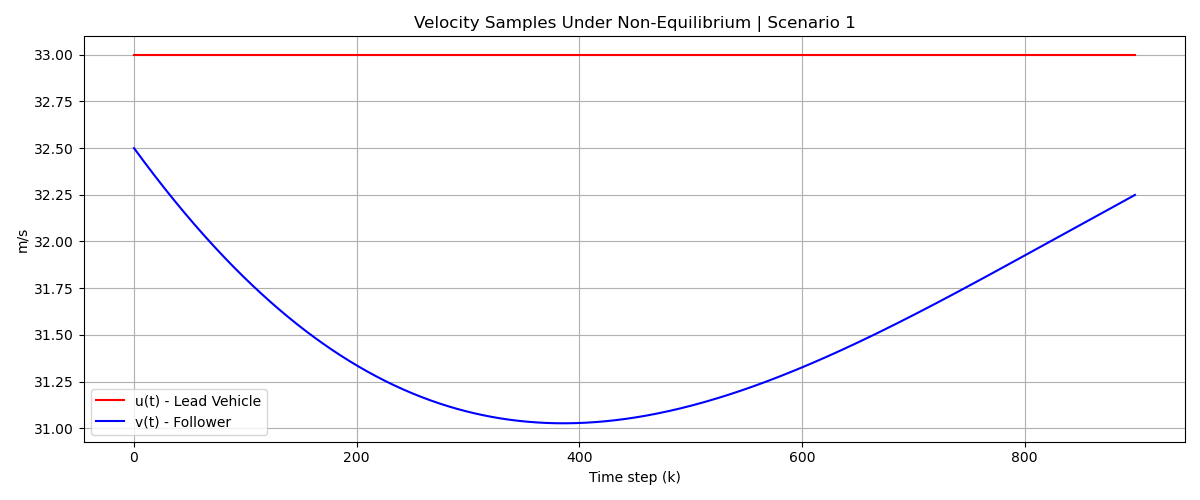 Velocity Samples Under Non-Equilibrium | Scenario 1
33.00
32.75
32.50
32.25
32.00
31.75
31.50
31.25
31.00
m/s
u(t) - Lead Vehicle
v(t) - Follower
0
200
400
600
800
Time step (k)